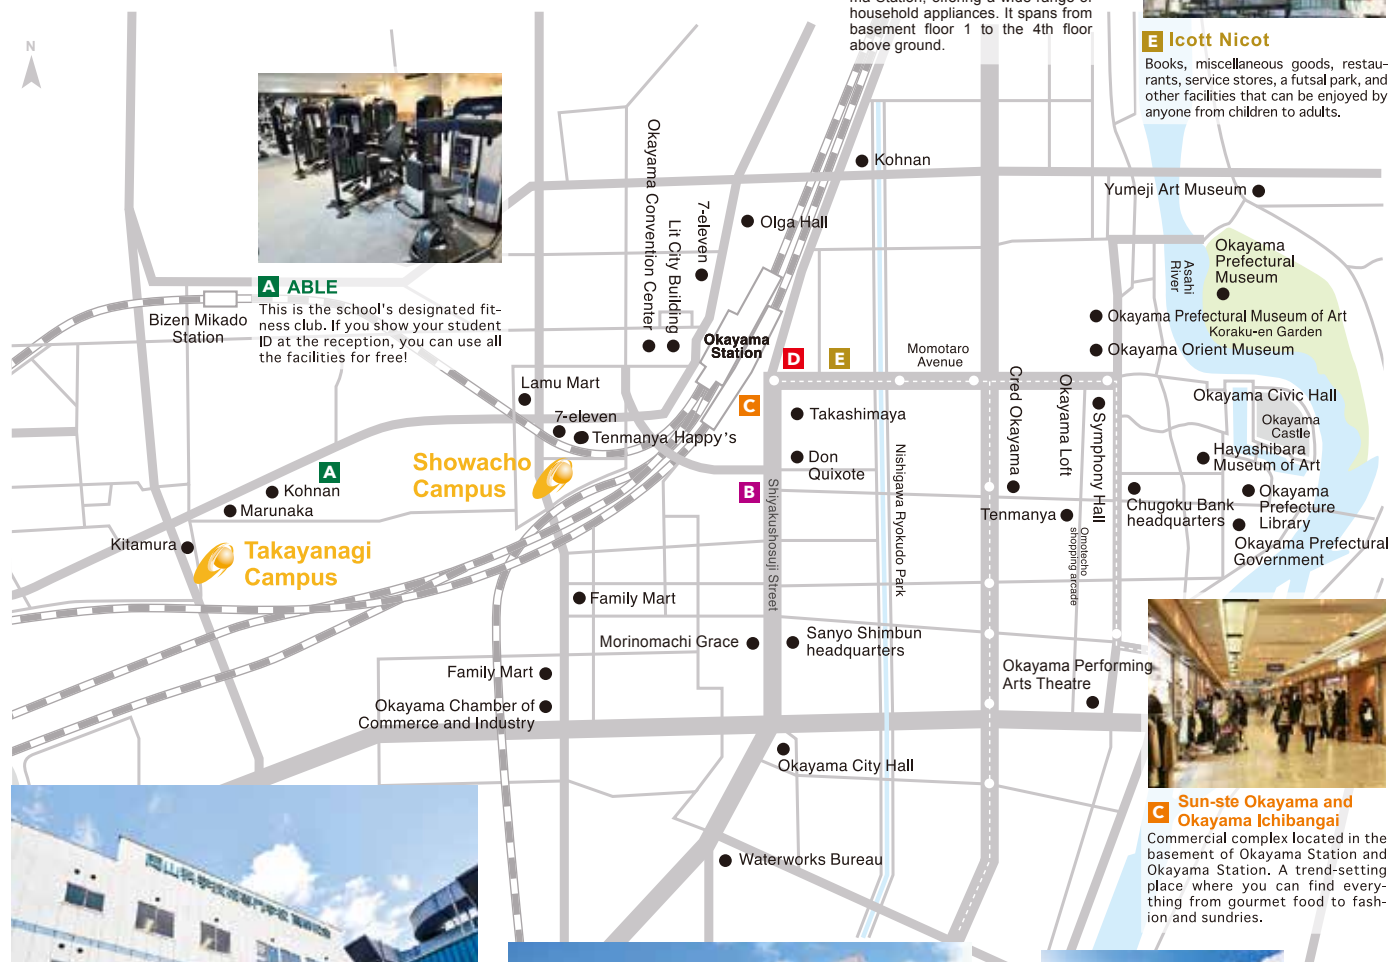 ma Station, offering a wide range of
household appliances. It spans from
basement floor 1 to the 4th floor
above ground.
E Icott Nicot
Books, miscellaneous goods, restau-
rants, service stores, a futsal park, and
other facilities that can be enjoyed by
anyone from children to adults.
N
A ABLE
This is the school's designated fit-
ness club. If you show your student
ID at the reception, you can use all
the facilities for free!
Bizen Mikado
Station
Okayama Convention Center
Lit City Building
7-eleven
Olga Hall
Kohnan
Okayama
Station
Yumeji Art Museum
Okayama
Prefectural
Museum
Asahi
River
Okayama Prefectural Museum of Art
Koraku-en Garden
Okayama Orient Museum
D
E
Momotaro
Avenue
C
Lamu Mart
7-eleven
Tenmanya Happy's
Takashimaya
Don
Quixote
Cred Okayama
Okayama Loft
Symphony Hall
Okayama Civic Hall
Okayama
Castle
Hayashibara
Museum of Art
Showacho
Campus
A
Kohnan
Marunaka
Kitamura
Takayanagi
Campus
B
Shiyakushosuji Street
Nishigawa Ryokudo Park
Tenmanya
Omotecho
shopping arcade
Chugoku Bank
headquarters
Okayama
Prefecture
Library
Okayama Prefectural
Government
Family Mart
Morinomachi Grace
Sanyo Shimbun
headquarters
Family Mart
Okayama Chamber of
Commerce and Industry
Okayama Performing
Arts Theatre
Okayama City Hall
Waterworks Bureau
C Sun-ste Okayama and
Okayama Ichibangai
Commercial complex located in the
basement of Okayama Station and
Okayama Station. A trend-setting
place where you can find every-
thing from gourmet food to fash-
ion and sundries.